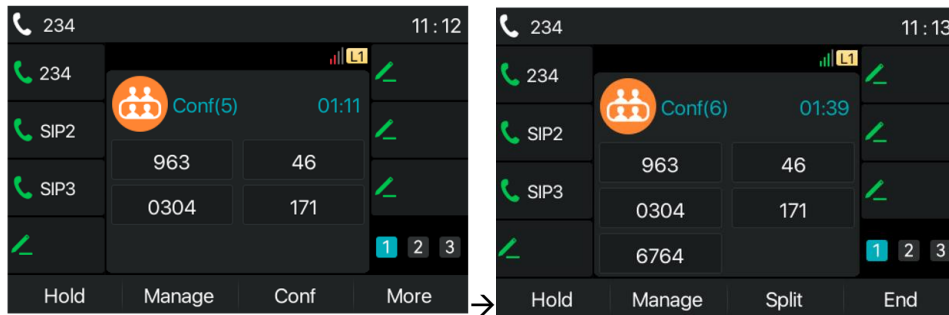 234 11:12
L1
234
Conf(5) 01:11
SIP2
963 46
SIP3
0304 171
1 2 3
Hold Manage Conf More
→
234 11:13
L1
234
Conf(6) 01:39
SIP2
963 46
SIP3
0304 171
6764
1 2 3
Hold Manage Split End